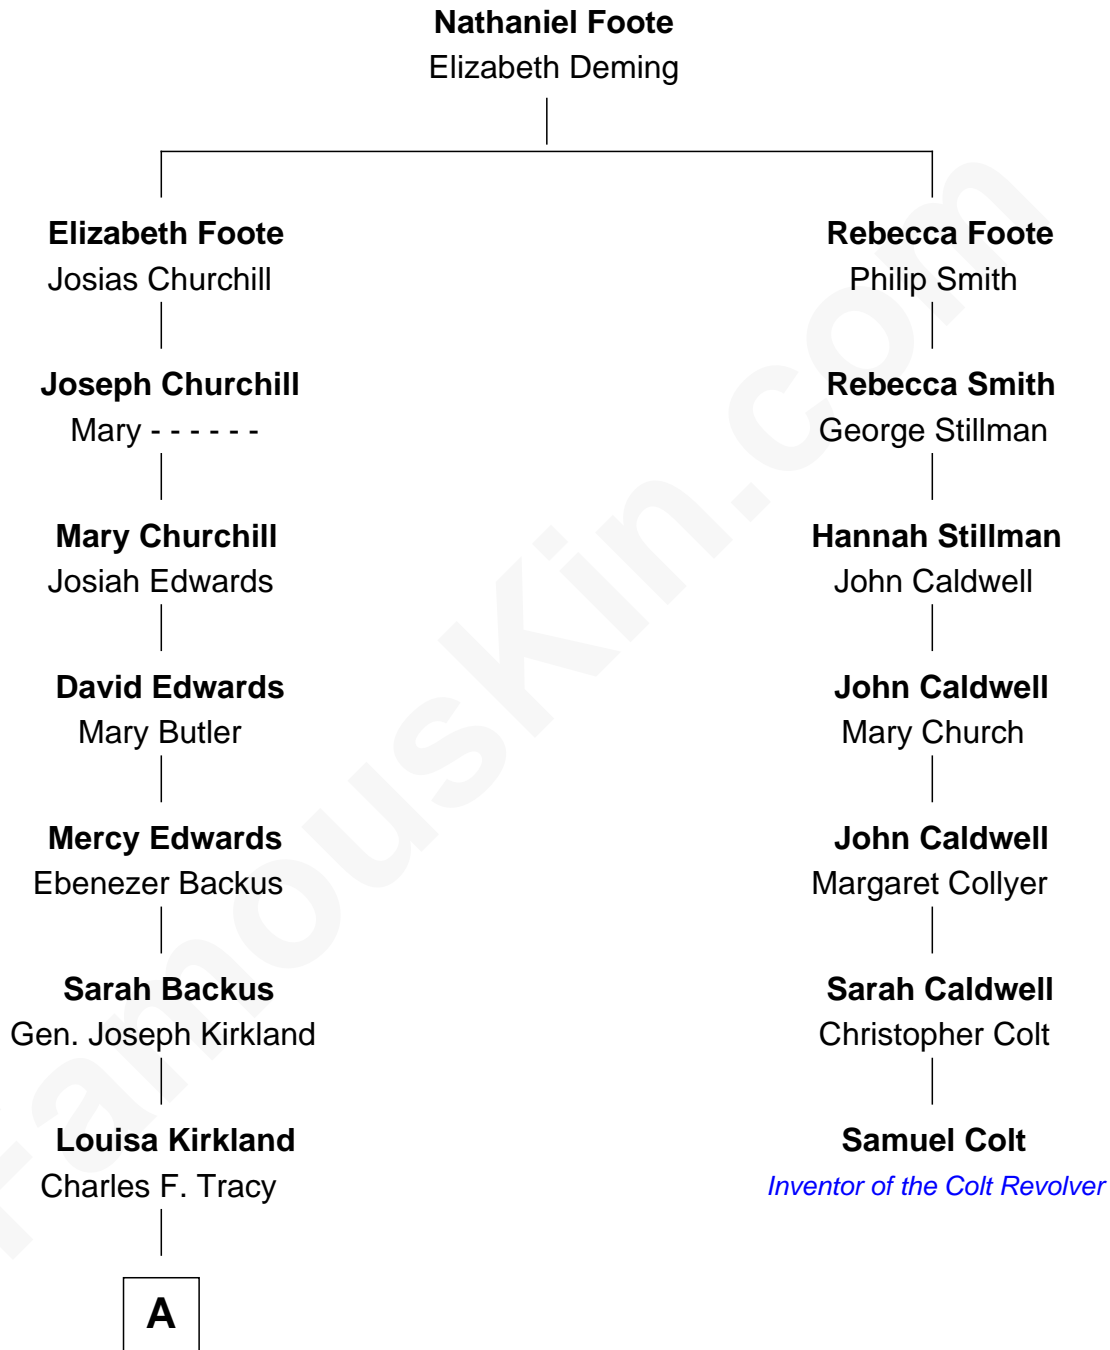 Nathaniel Foote
Elizabeth Deming
Elizabeth Foote
Josias Churchill
Rebecca Foote
Philip Smith
Joseph Churchill
Mary - - - - - -
Rebecca Smith
George Stillman
Mary Churchill
Josiah Edwards
Hannah Stillman
John Caldwell
David Edwards
Mary Butler
John Caldwell
Mary Church
Mercy Edwards
Ebenezer Backus
John Caldwell
Margaret Collyer
Sarah Backus
Gen. Joseph Kirkland
Sarah Caldwell
Christopher Colt
Louisa Kirkland
Charles F. Tracy
Samuel Colt
Inventor of the Colt Revolver
A
FamousKin.com